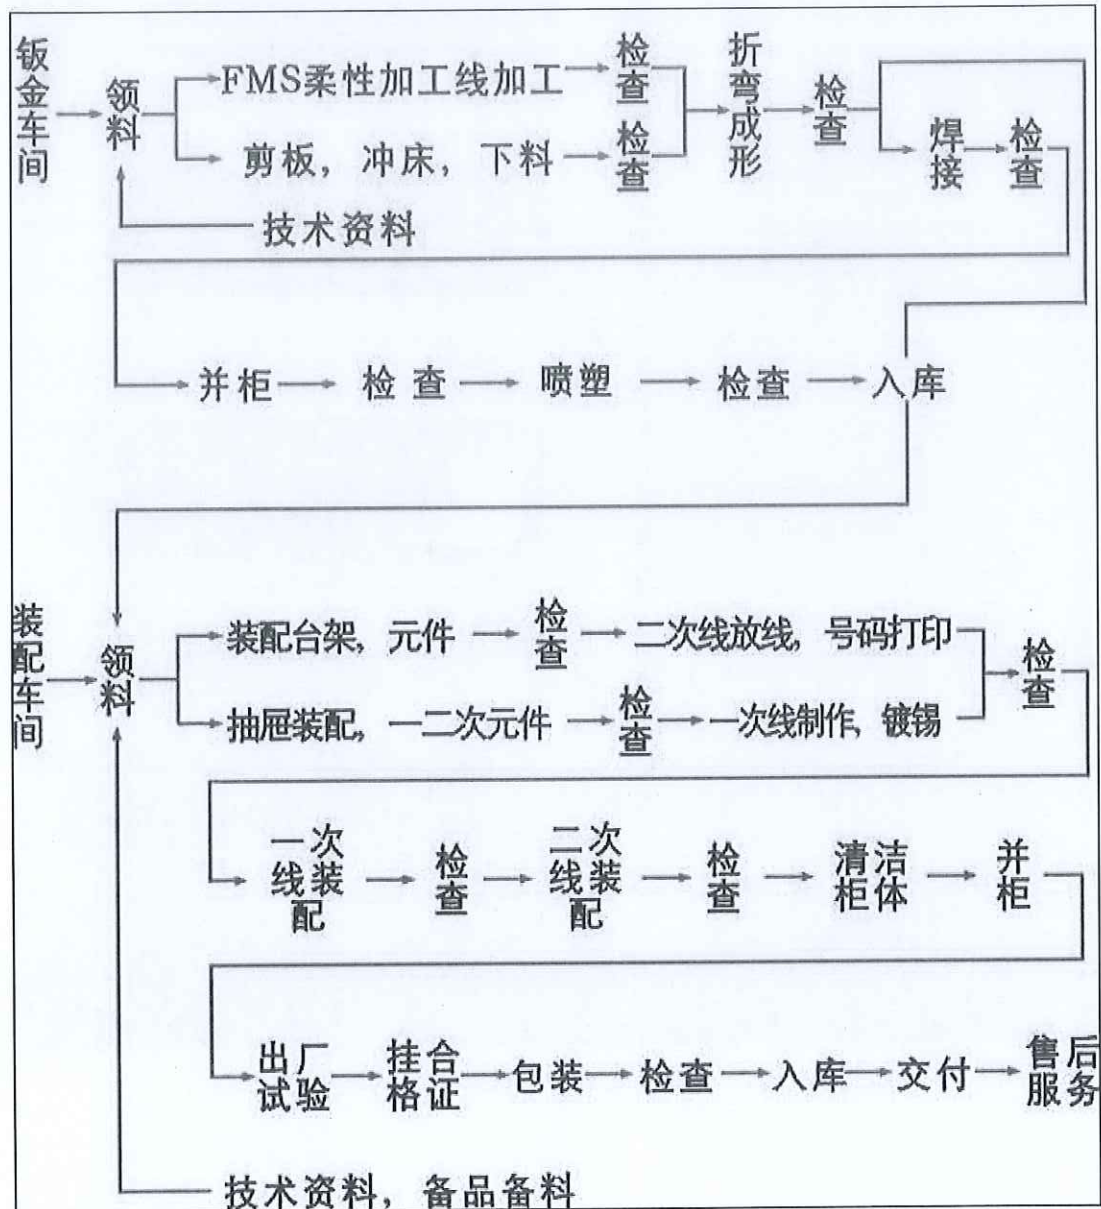 钣金车间
领料
FMS柔性加工线加工
检查
剪板，冲床，下料
检查
折弯成形
检查
焊接
检查
技术资料
并柜
检查
喷塑
检查
入库
装配车间
领料
装配台架，元件
检查
二次线放线，号码打印
抽屉装配，一二次元件
检查
一次线制作，镀锡
检查
一次
线装
配
检查
二次
线装
配
检查
清洁
柜体
并柜
出厂
试验
挂合
格证
包装
检查
入库
交付
售后
服务
技术资料，备品备料